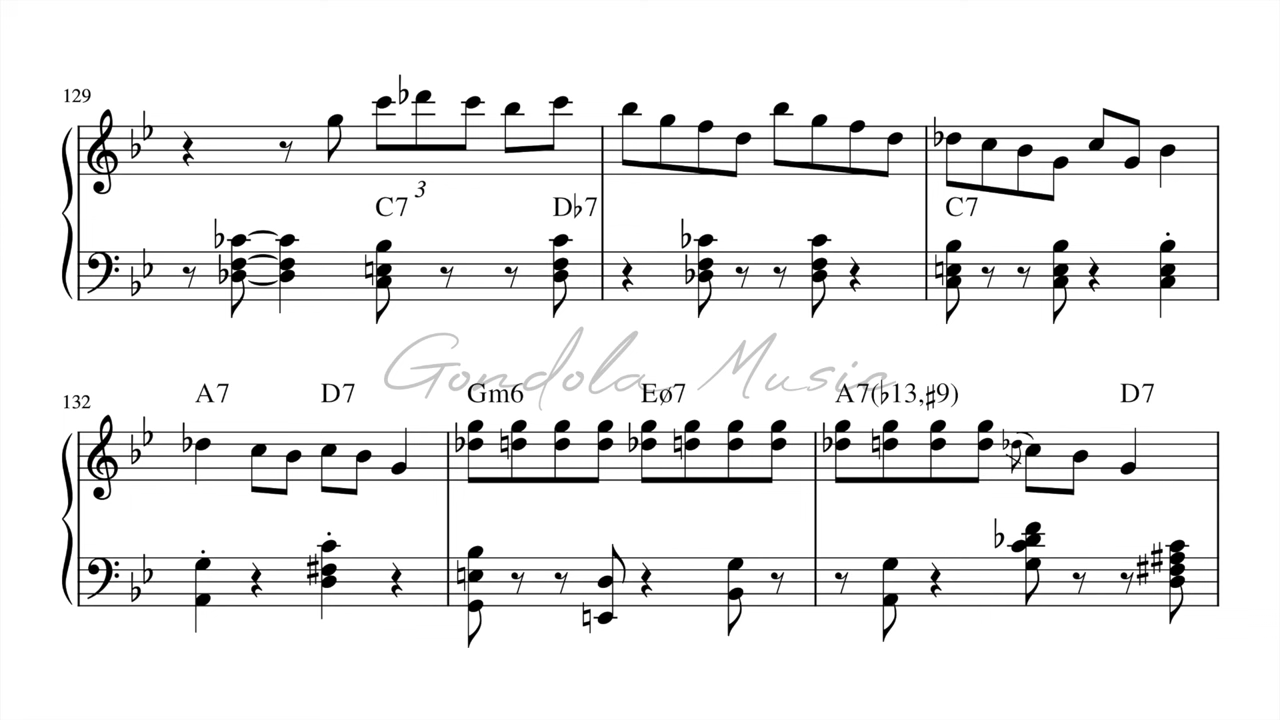 129
3
C7 D♭7 C7
Gondola Music
132
A7 D7 Gm6 Eø7 A7(♭13,♯9) D7